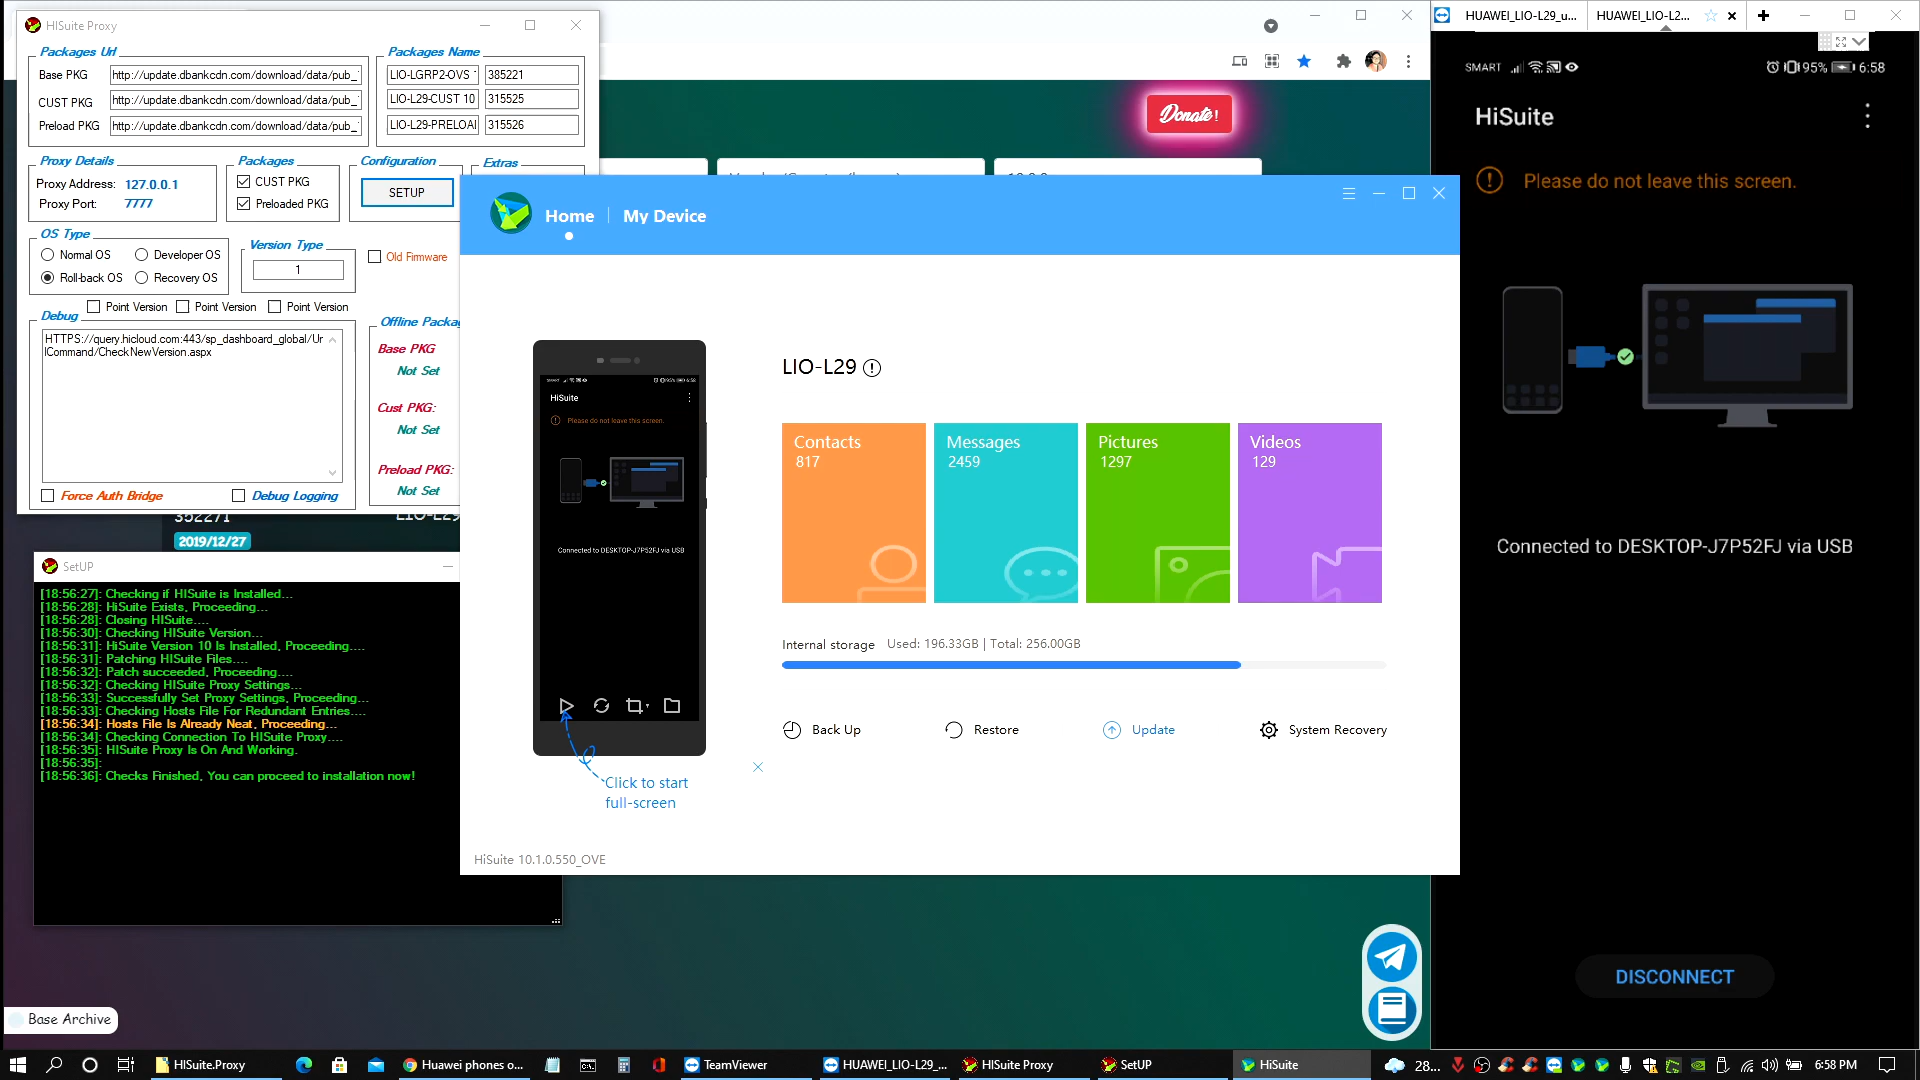 HISuite Proxy
Packages Url
Base PKG
http://update.dbankcdn.com/download/data/pub_
CUST PKG
http://update.dbankcdn.com/download/data/pub_
Preload PKG
http://update.dbankcdn.com/download/data/pub_
Packages Name
LIO-LGRP2-OVS
385221
LIO-L29-CUST 10
315525
LIO-L29-PRELOAI
315526
Proxy Details
Proxy Address: 127.0.0.1
Proxy Port: 7777
Packages
CUST PKG
Preloaded PKG
Configuration
SETUP
Extras
OS Type
Normal OS
Developer OS
Roll-back OS
Recovery OS
Version Type
1
Old Firmware
Point Version
Point Version
Point Version
Debug
HTTPS://query.hicloud.com:443/sp_dashboard_global/Ur
lCommand/CheckNewVersion.aspx
Force Auth Bridge
Debug Logging
Offline Packag
Base PKG
Not Set
Cust PKG:
Not Set
Preload PKG:
Not Set
2019/12/27
SetUP
[18:56:27]: Checking if HISuite is Installed...
[18:56:28]: HiSuite Exists, Proceeding...
[18:56:28]: Closing HISuite....
[18:56:30]: Checking HISuite Version...
[18:56:31]: HiSuite Version 10 Is Installed, Proceeding....
[18:56:31]: Patching HISuite Files....
[18:56:32]: Patch succeeded, Proceeding....
[18:56:32]: Checking HISuite Proxy Settings...
[18:56:33]: Successfully Set Proxy Settings, Proceeding...
[18:56:33]: Checking Hosts File For Redundant Entries....
[18:56:34]: Hosts File Is Already Neat, Proceeding...
[18:56:34]: Checking Connection To HISuite Proxy....
[18:56:35]: HISuite Proxy Is On And Working.
[18:56:35]:
[18:56:36]: Checks Finished, You can proceed to installation now!
Base Archive
Donate!
Home | My Device
HiSuite
Please do not leave this screen.
Connected to DESKTOP-J7P52FJ via USB
Click to start
full-screen
LIO-L29
Contacts
817
Messages
2459
Pictures
1297
Videos
129
Internal storage Used: 196.33GB | Total: 256.00GB
Back Up
Restore
Update
System Recovery
HiSuite 10.1.0.550_OVE
HUAWEI_LIO-L29_u...
HUAWEI_LIO-L2...
SMART
95%
6:58
HiSuite
Please do not leave this screen.
Connected to DESKTOP-J7P52FJ via USB
DISCONNECT
HISuite.Proxy
Huawei phones o...
TeamViewer
HUAWEI_LIO-L29_...
HISuite Proxy
SetUP
HiSuite
28...
6:58 PM